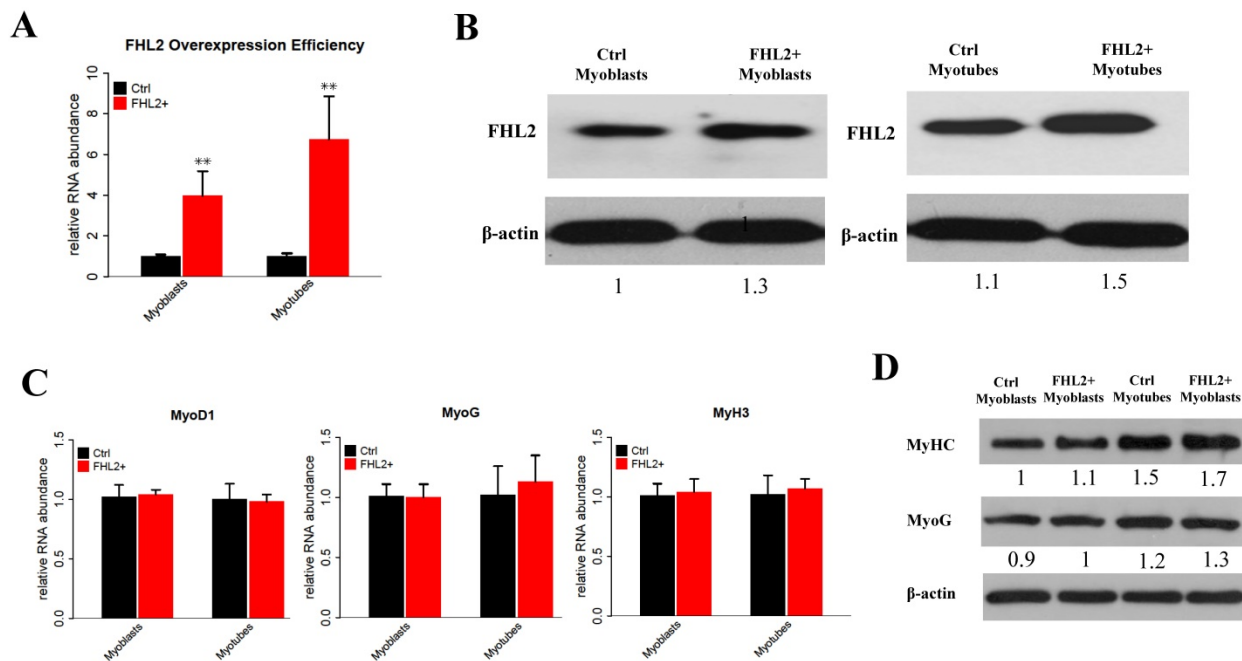 A
FHL2 Overexpression Efficiency
Ctrl
FHL2+
relative RNA abundance
0
2
4
6
8
10
**
**
Myoblasts
Myotubes
B
Ctrl
Myoblasts
FHL2+
Myoblasts
FHL2
β-actin
1
1
1.3
Ctrl
Myotubes
FHL2+
Myotubes
FHL2
β-actin
1.1
1.5
C
MyoD1
Ctrl
FHL2+
relative RNA abundance
0.0
0.5
1.0
1.5
Myoblasts
Myotubes
MyoG
Ctrl
FHL2+
relative RNA abundance
0.0
0.5
1.0
1.5
Myoblasts
Myotubes
MyH3
Ctrl
FHL2+
relative RNA abundance
0.0
0.5
1.0
1.5
Myoblasts
Myotubes
D
Ctrl
Myoblasts
FHL2+
Myoblasts
Ctrl
Myotubes
FHL2+
Myoblasts
MyHC
1 1.1 1.5 1.7
MyoG
0.9 1 1.2 1.3
β-actin